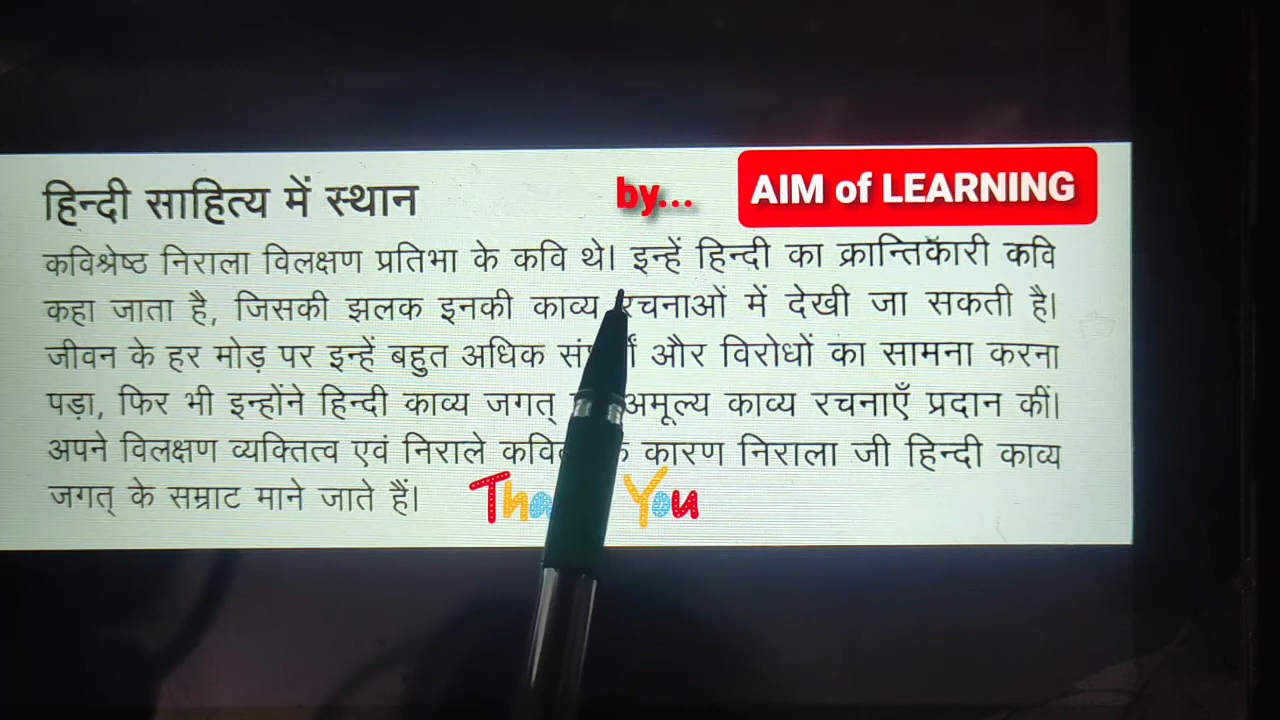 हिन्दी साहित्य में स्थान by... AIM of LEARNING
कविश्रेष्ठ निराला विलक्षण प्रतिभा के कवि थे। इन्हें हिन्दी का क्रान्तिकारी कवि
कहा जाता है, जिसकी झलक इनकी काव्य रचनाओं में देखी जा सकती है।
जीवन के हर मोड़ पर इन्हें बहुत अधिक और विरोधों का सामना करना
पड़ा, फिर भी इन्होंने हिन्दी काव्य जगत् अमूल्य काव्य रचनाएँ प्रदान कीं।
अपने विलक्षण व्यक्तित्व एवं निराले कारण निराला जी हिन्दी काव्य
जगत् के सम्राट माने जाते हैं। Thank You